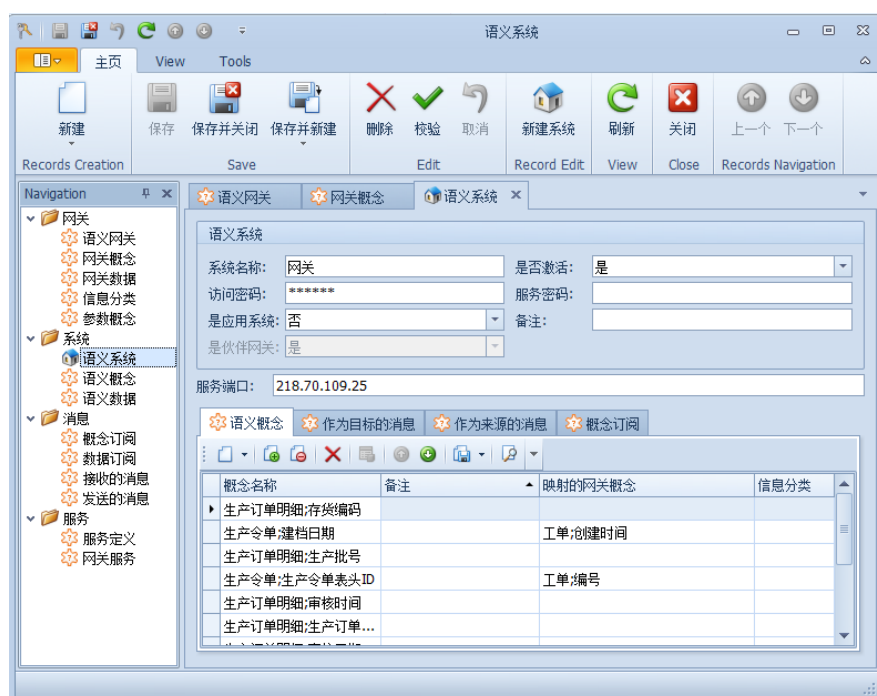 语义系统
主页 View Tools
新建 保存 保存并关闭 保存并新建 删除 校验 取消 新建系统 刷新 关闭 上一个 下一个
Records Creation Save Edit Record Edit View Close Records Navigation
Navigation
网关
语义网关
网关概念
网关数据
信息分类
参数概念
系统
语义系统
语义概念
语义数据
消息
概念订阅
数据订阅
接收的消息
发送的消息
服务
服务定义
网关服务
语义网关 网关概念 语义系统
语义系统
系统名称: 网关 是否激活: 是
访问密码: ****** 服务密码:
是应用系统: 否 备注:
是伙伴网关: 是
服务端口: 218.70.109.25
语义概念 作为目标的消息 作为来源的消息 概念订阅
概念名称 备注 映射的网关概念 信息分类
生产订单明细;存货编码
生产令单;建档日期 工单;创建时间
生产订单明细;生产批号
生产令单;生产令单表头ID 工单;编号
生产订单明细;审核时间
生产订单明细;生产订单...